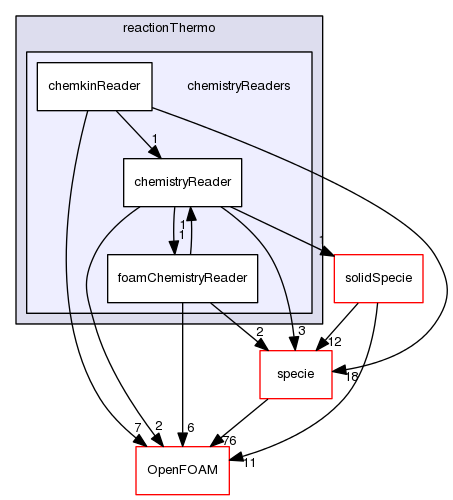 reactionThermo
chemkinReader
chemistryReaders
1
chemistryReader
1
1
1
foamChemistryReader
solidSpecie
2
3
12
specie
18
7
2
6
76
11
OpenFOAM